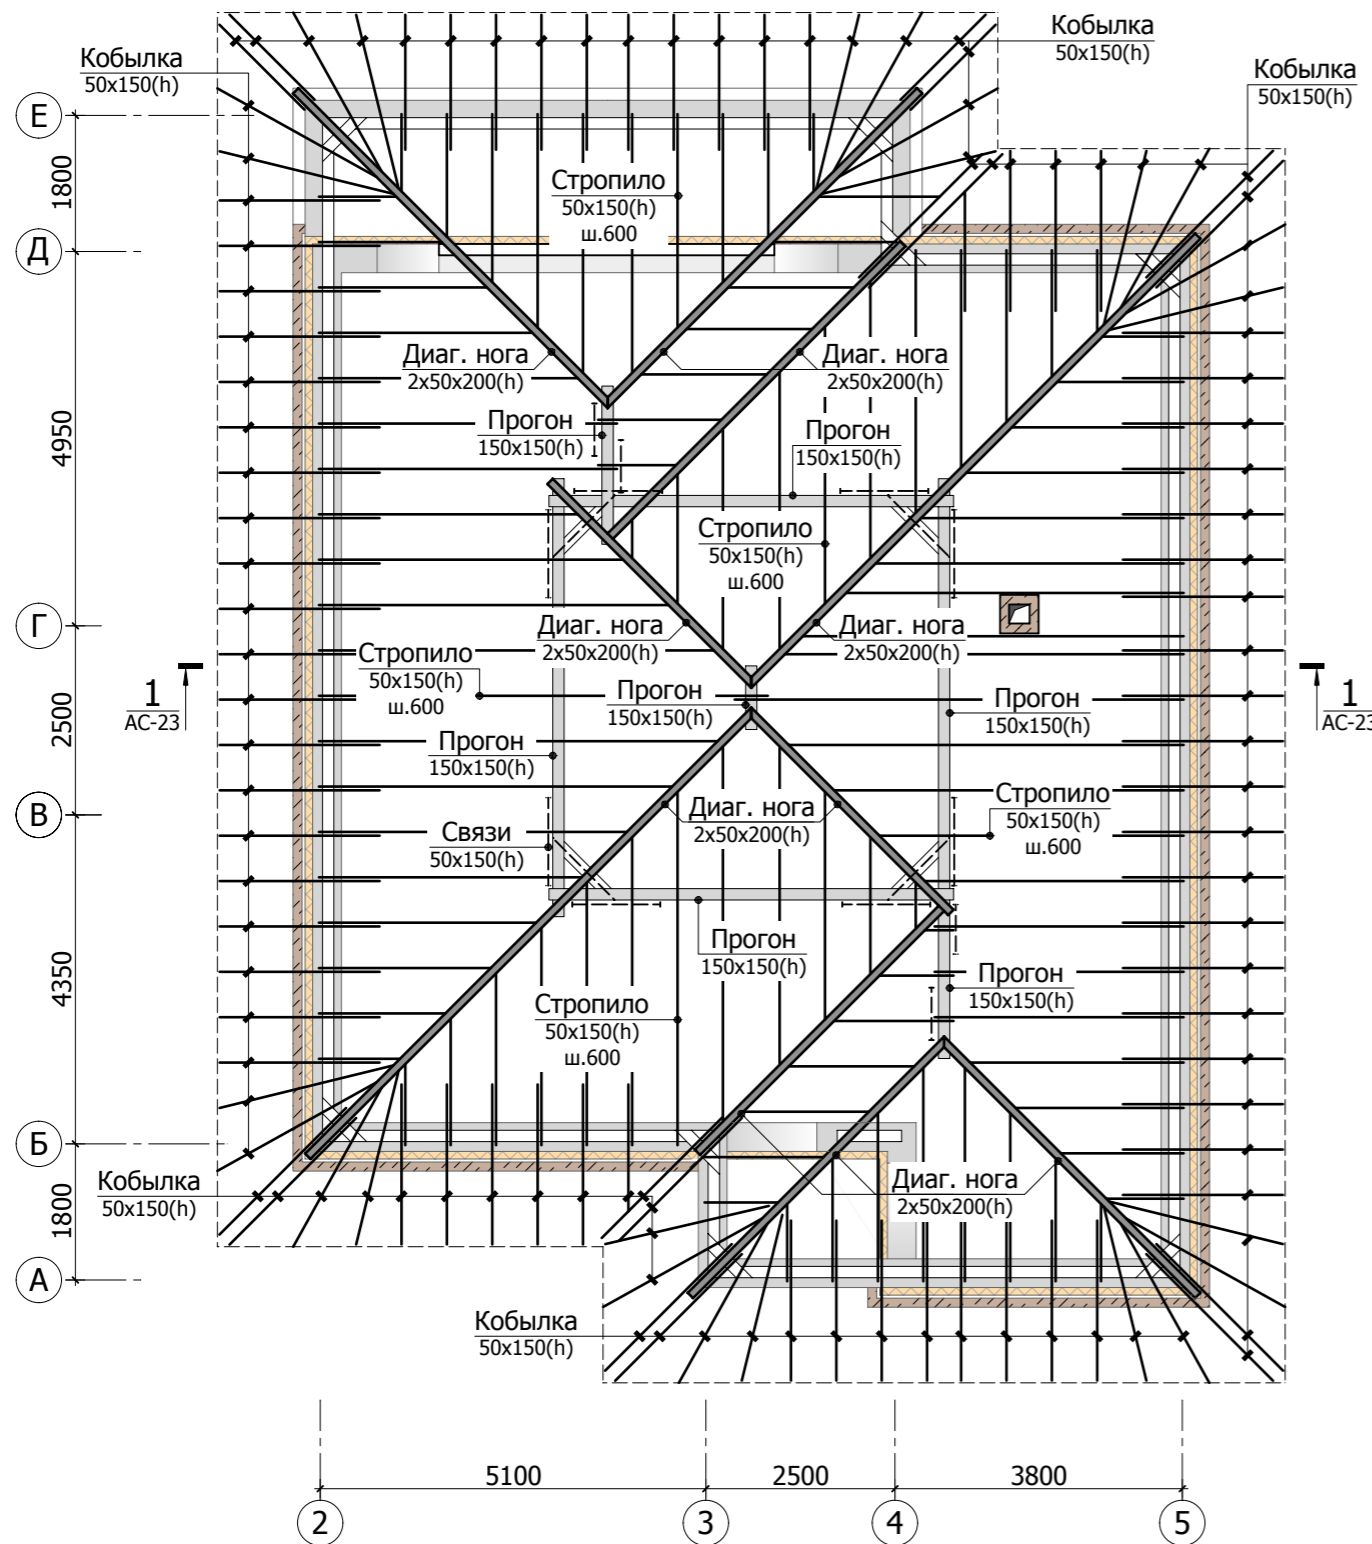 Кобылка
50х150(h)
Кобылка
50х150(h)
Кобылка
50х150(h)
Е
1800
Стропило
50х150(h)
ш.600
Д
Диаг. нога
2х50х200(h)
Диаг. нога
2х50х200(h)
4950
Прогон
150х150(h)
Прогон
150х150(h)
Стропило
50х150(h)
ш.600
Г
Диаг. нога
2х50х200(h)
Диаг. нога
2х50х200(h)
Стропило
50х150(h)
ш.600
1
АС-23
Прогон
150х150(h)
Прогон
150х150(h)
1
АС-23
2500
Прогон
150х150(h)
В
Диаг. нога
2х50х200(h)
Стропило
50х150(h)
ш.600
Связи
50х150(h)
Прогон
150х150(h)
4350
Прогон
150х150(h)
Стропило
50х150(h)
ш.600
Б
Кобылка
50х150(h)
Диаг. нога
2х50х200(h)
1800
А
Кобылка
50х150(h)
5100
2500
3800
2
3
4
5